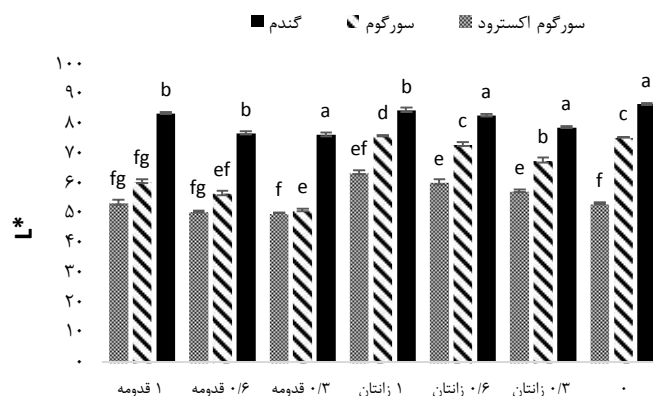 سورگوم اکسترود سورگوم گندم
L*
۱۰۰
۹۰
۸۰
۷۰
۶۰
۵۰
۴۰
۳۰
۲۰
۱۰
۰
fg fg b
fg ef b
f e a
ef d b
e c a
e b a
f c a
۱ قدومه
۰/۶ قدومه
۰/۳ قدومه
۱ زانتان
۰/۶ زانتان
۰/۳ زانتان
۰